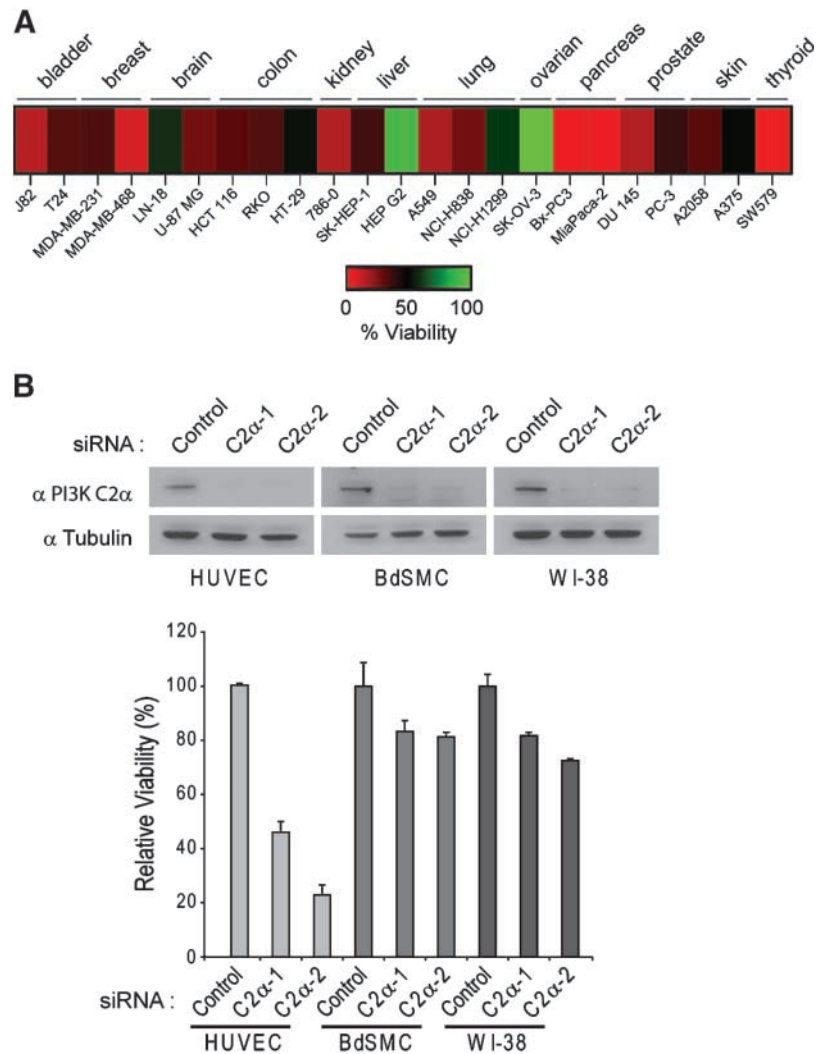 A
bladder breast brain colon kidney liver lung ovarian pancreas prostate skin thyroid
J82 T24 MDA-MB-231 MDA-MB-468 LN-18 U-87 MG HCT 116 RKO HT-29 786-0 SK-HEP-1 HEP G2 A549 NCI-H838 NCI-H1299 SK-OV-3 Bx-PC3 MiaPaca-2 DU 145 PC-3 A2058 A375 SW579
0 50 100
% Viability
B
siRNA : Control C2α-1 C2α-2 Control C2α-1 C2α-2 Control C2α-1 C2α-2
α PI3K C2α
α Tubulin
HUVEC BdSMC WI-38
Relative Viability (%)
120
100
80
60
40
20
0
siRNA : Control C2α-1 C2α-2 Control C2α-1 C2α-2 Control C2α-1 C2α-2
HUVEC BdSMC WI-38